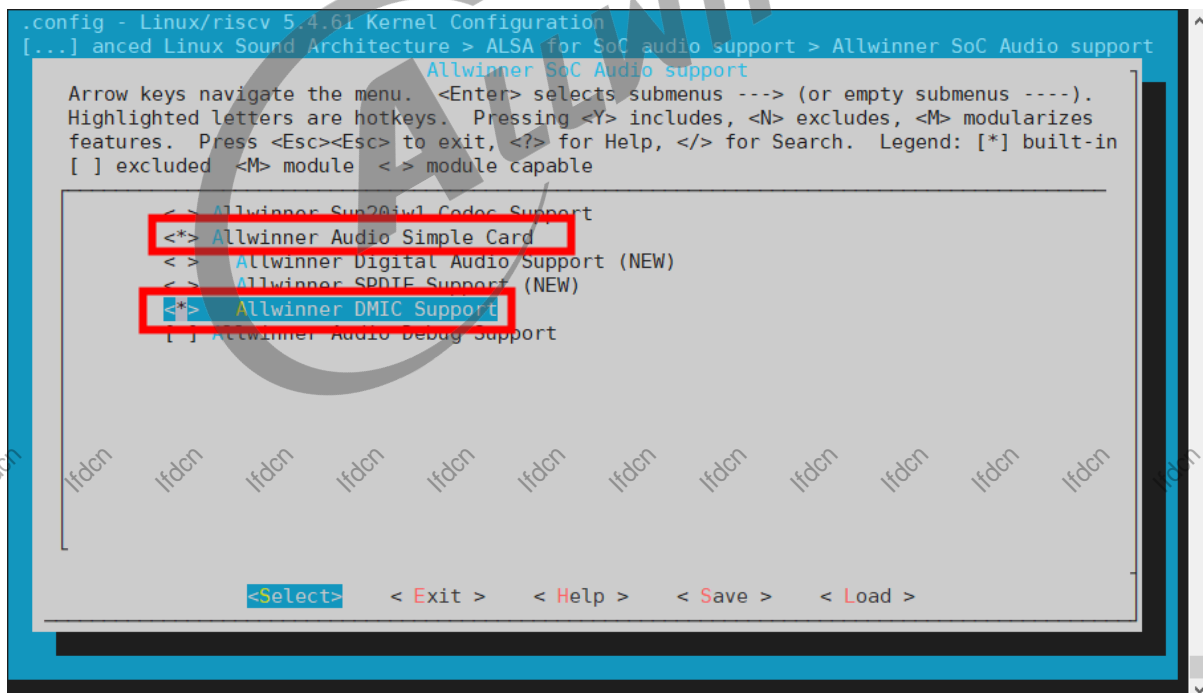 .config - Linux/riscv 5.4.61 Kernel Configuration
[...] anced Linux Sound Architecture > ALSA for SoC audio support > Allwinner SoC Audio support
Allwinner SoC Audio support
Arrow keys navigate the menu. <Enter> selects submenus ---> (or empty submenus ----).
Highlighted letters are hotkeys. Pressing <Y> includes, <N> excludes, <M> modularizes
features. Press <Esc><Esc> to exit, <?> for Help, </> for Search. Legend: [*] built-in
[ ] excluded <M> module < > module capable
< > Allwinner Sun20iw1 Codec Support
<*> Allwinner Audio Simple Card
< > Allwinner Digital Audio Support (NEW)
< > Allwinner SPDIF Support (NEW)
<*> Allwinner DMIC Support
[ ] Allwinner Audio Debug Support
lfdcn lfdcn lfdcn lfdcn lfdcn lfdcn lfdcn lfdcn lfdcn lfdcn lfdcn lfdcn lfdcn
<Select> < Exit > < Help > < Save > < Load >